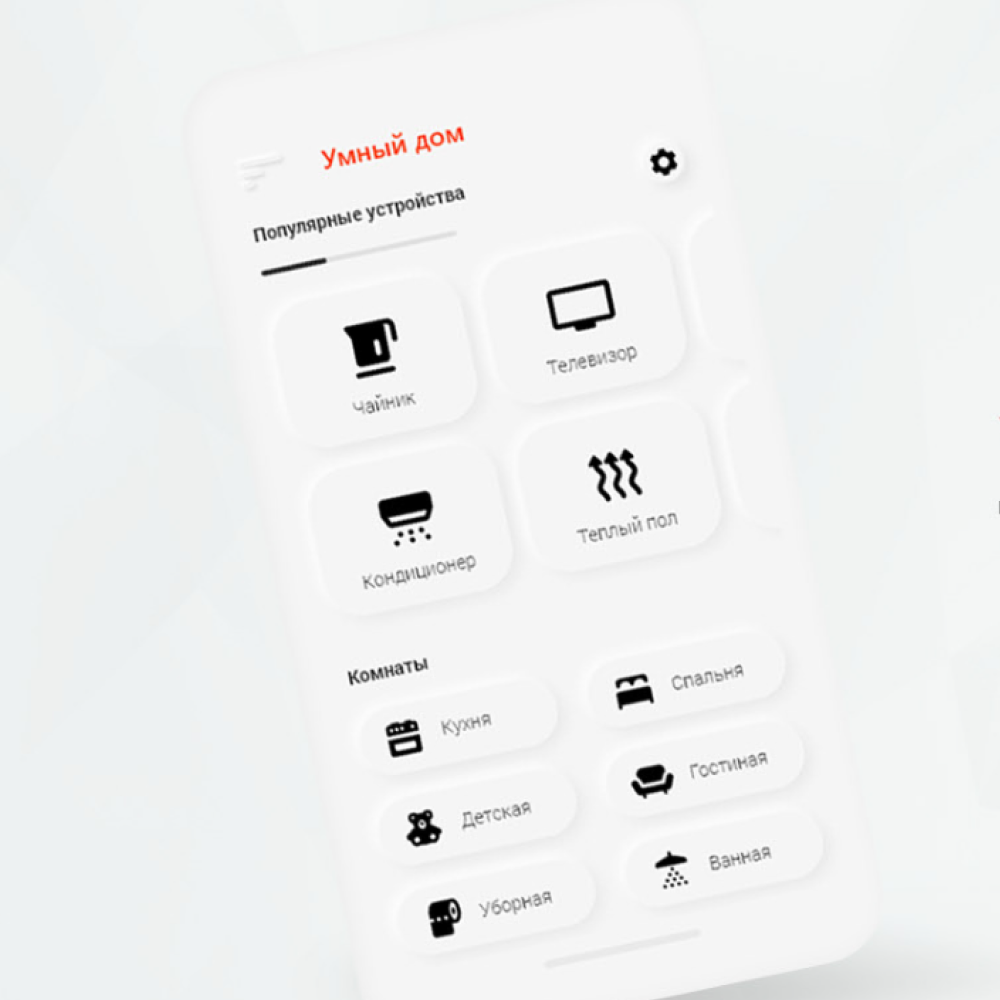 Умный дом
Популярные устройства
Чайник
Телевизор
Кондиционер
Теплый пол
Комнаты
Кухня
Спальня
Детская
Гостиная
Уборная
Ванная